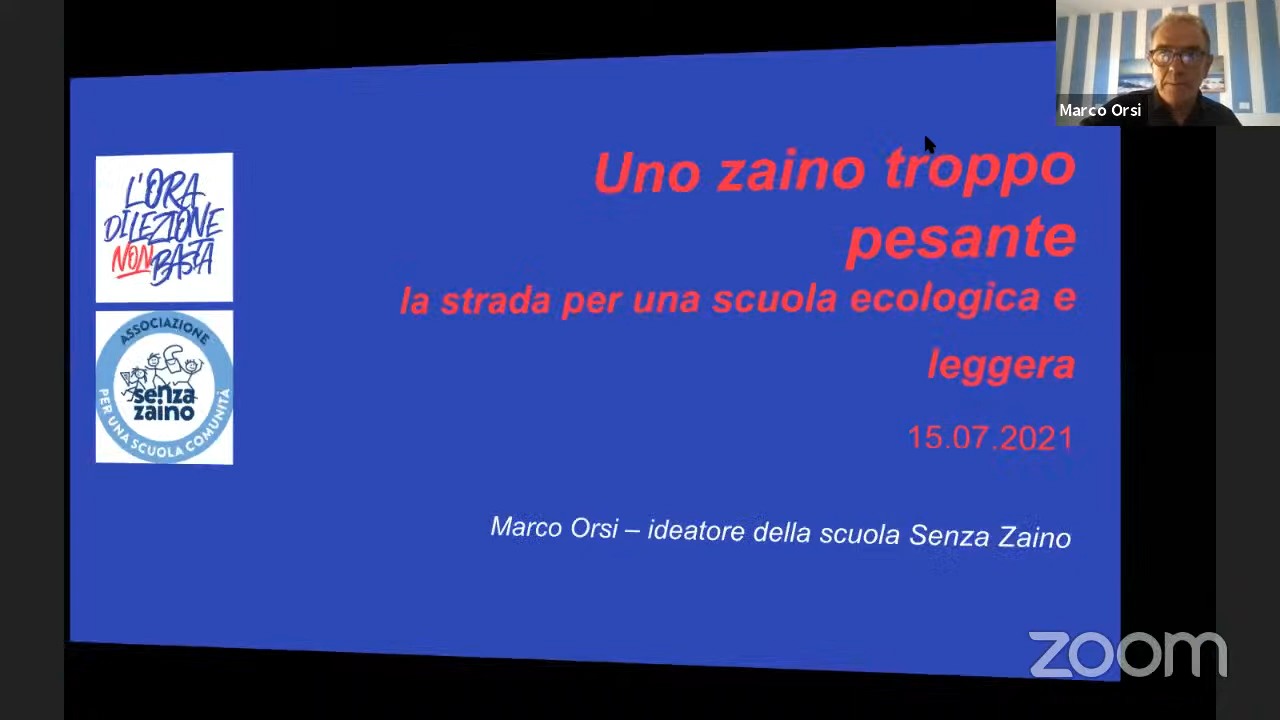 Marco Orsi
L'ORA
DI LEZIONE
NON BASTA
ASSOCIAZIONE
senza
zaino
PER UNA SCUOLA COMUNITÀ
Uno zaino troppo
pesante
la strada per una scuola ecologica e
leggera
15.07.2021
Marco Orsi – ideatore della scuola Senza Zaino
zoom